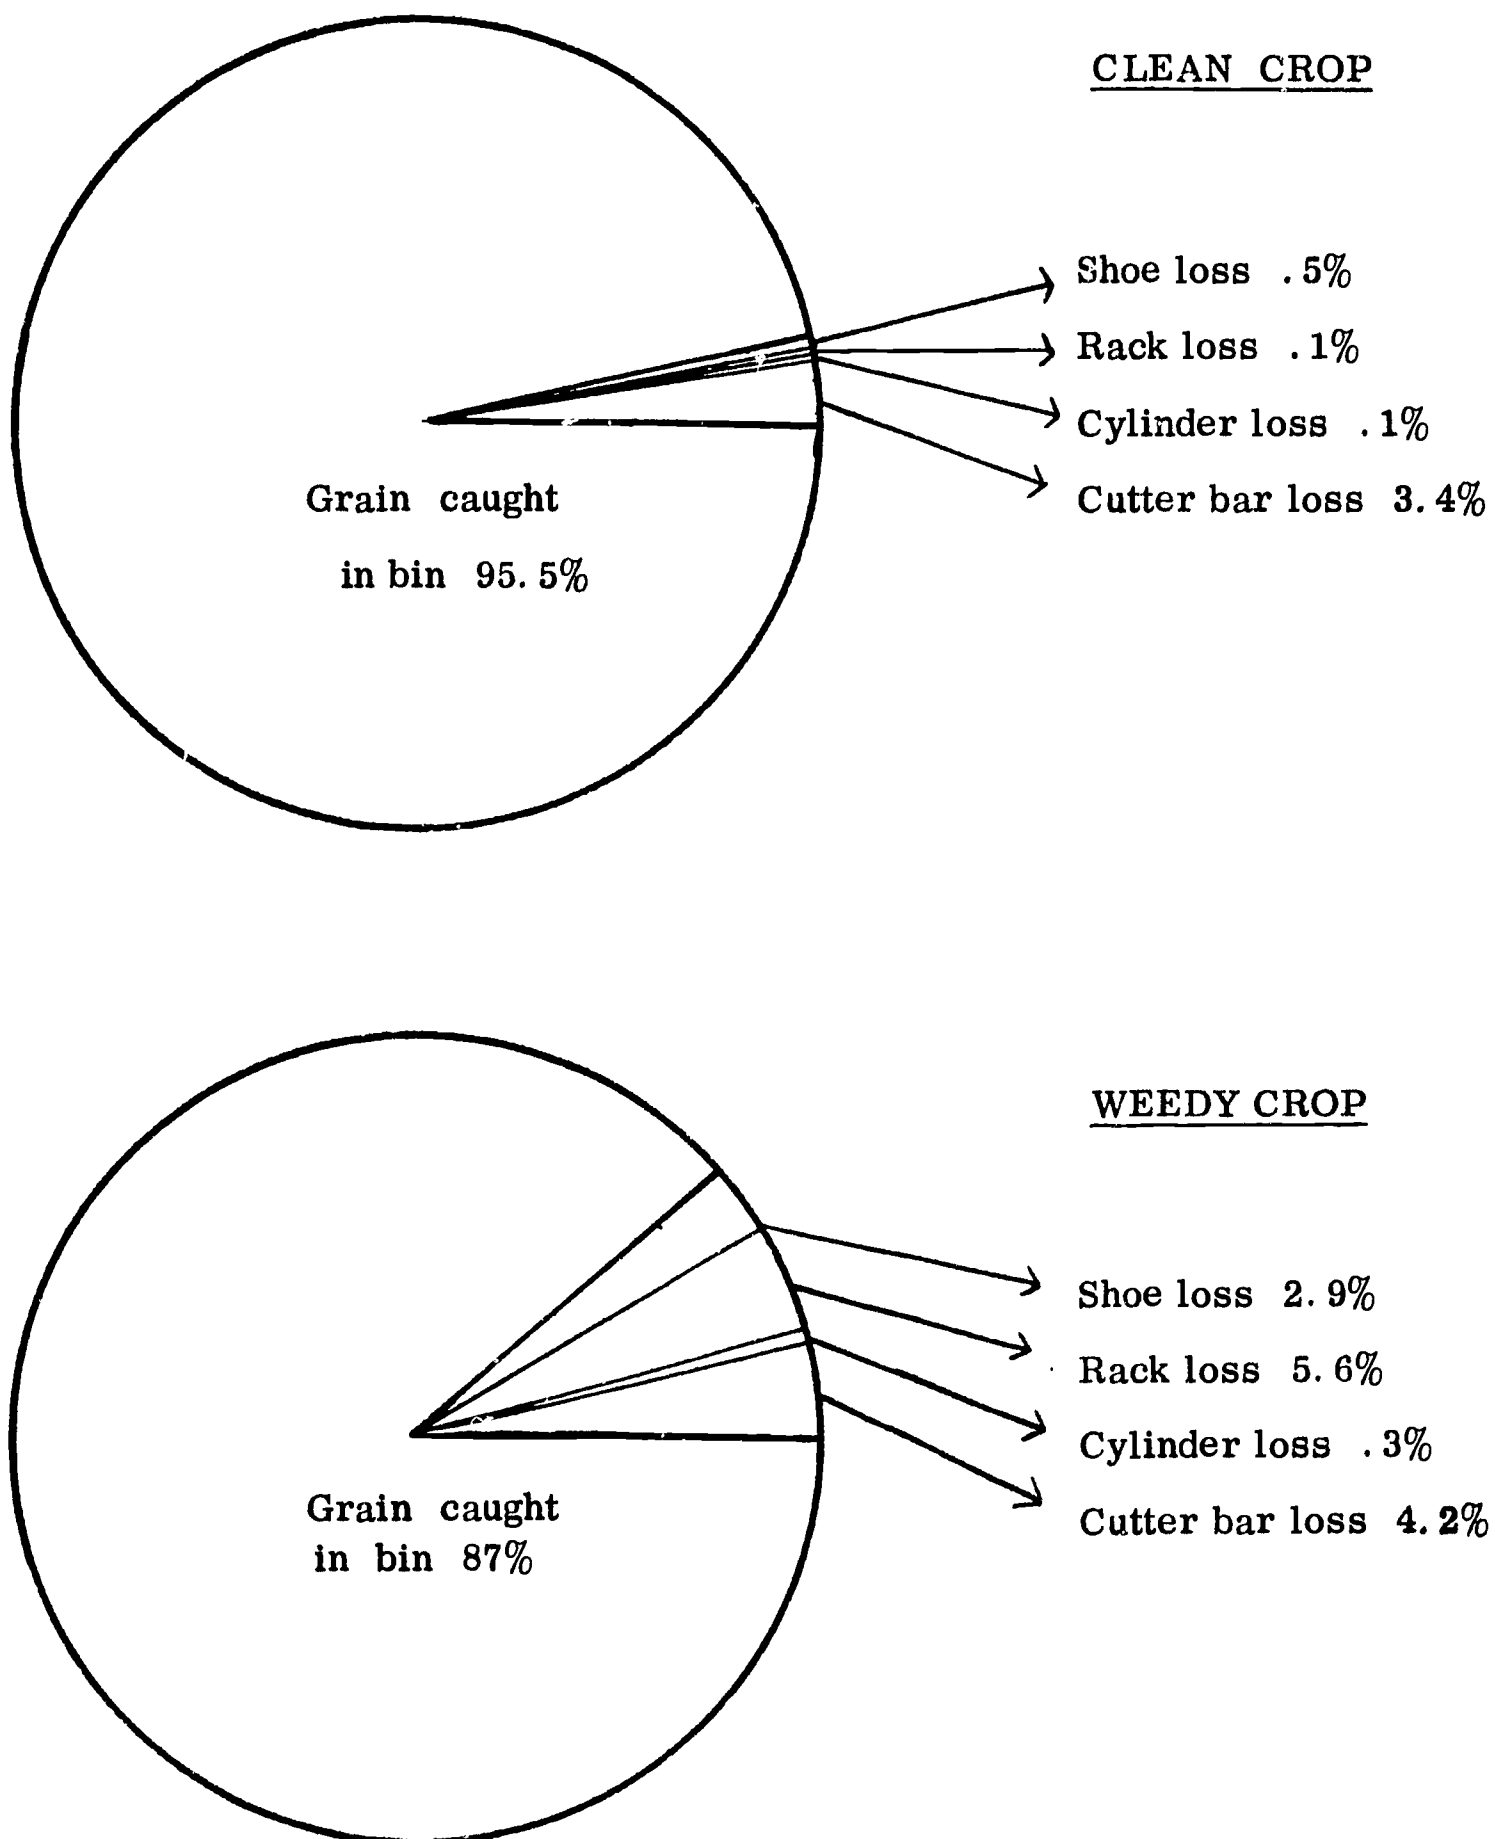 CLEAN CROP
Shoe loss .5%
Rack loss .1%
Cylinder loss .1%
Cutter bar loss 3.4%
Grain caught
in bin 95.5%
WEEDY CROP
Shoe loss 2.9%
Rack loss 5.6%
Cylinder loss .3%
Cutter bar loss 4.2%
Grain caught
in bin 87%